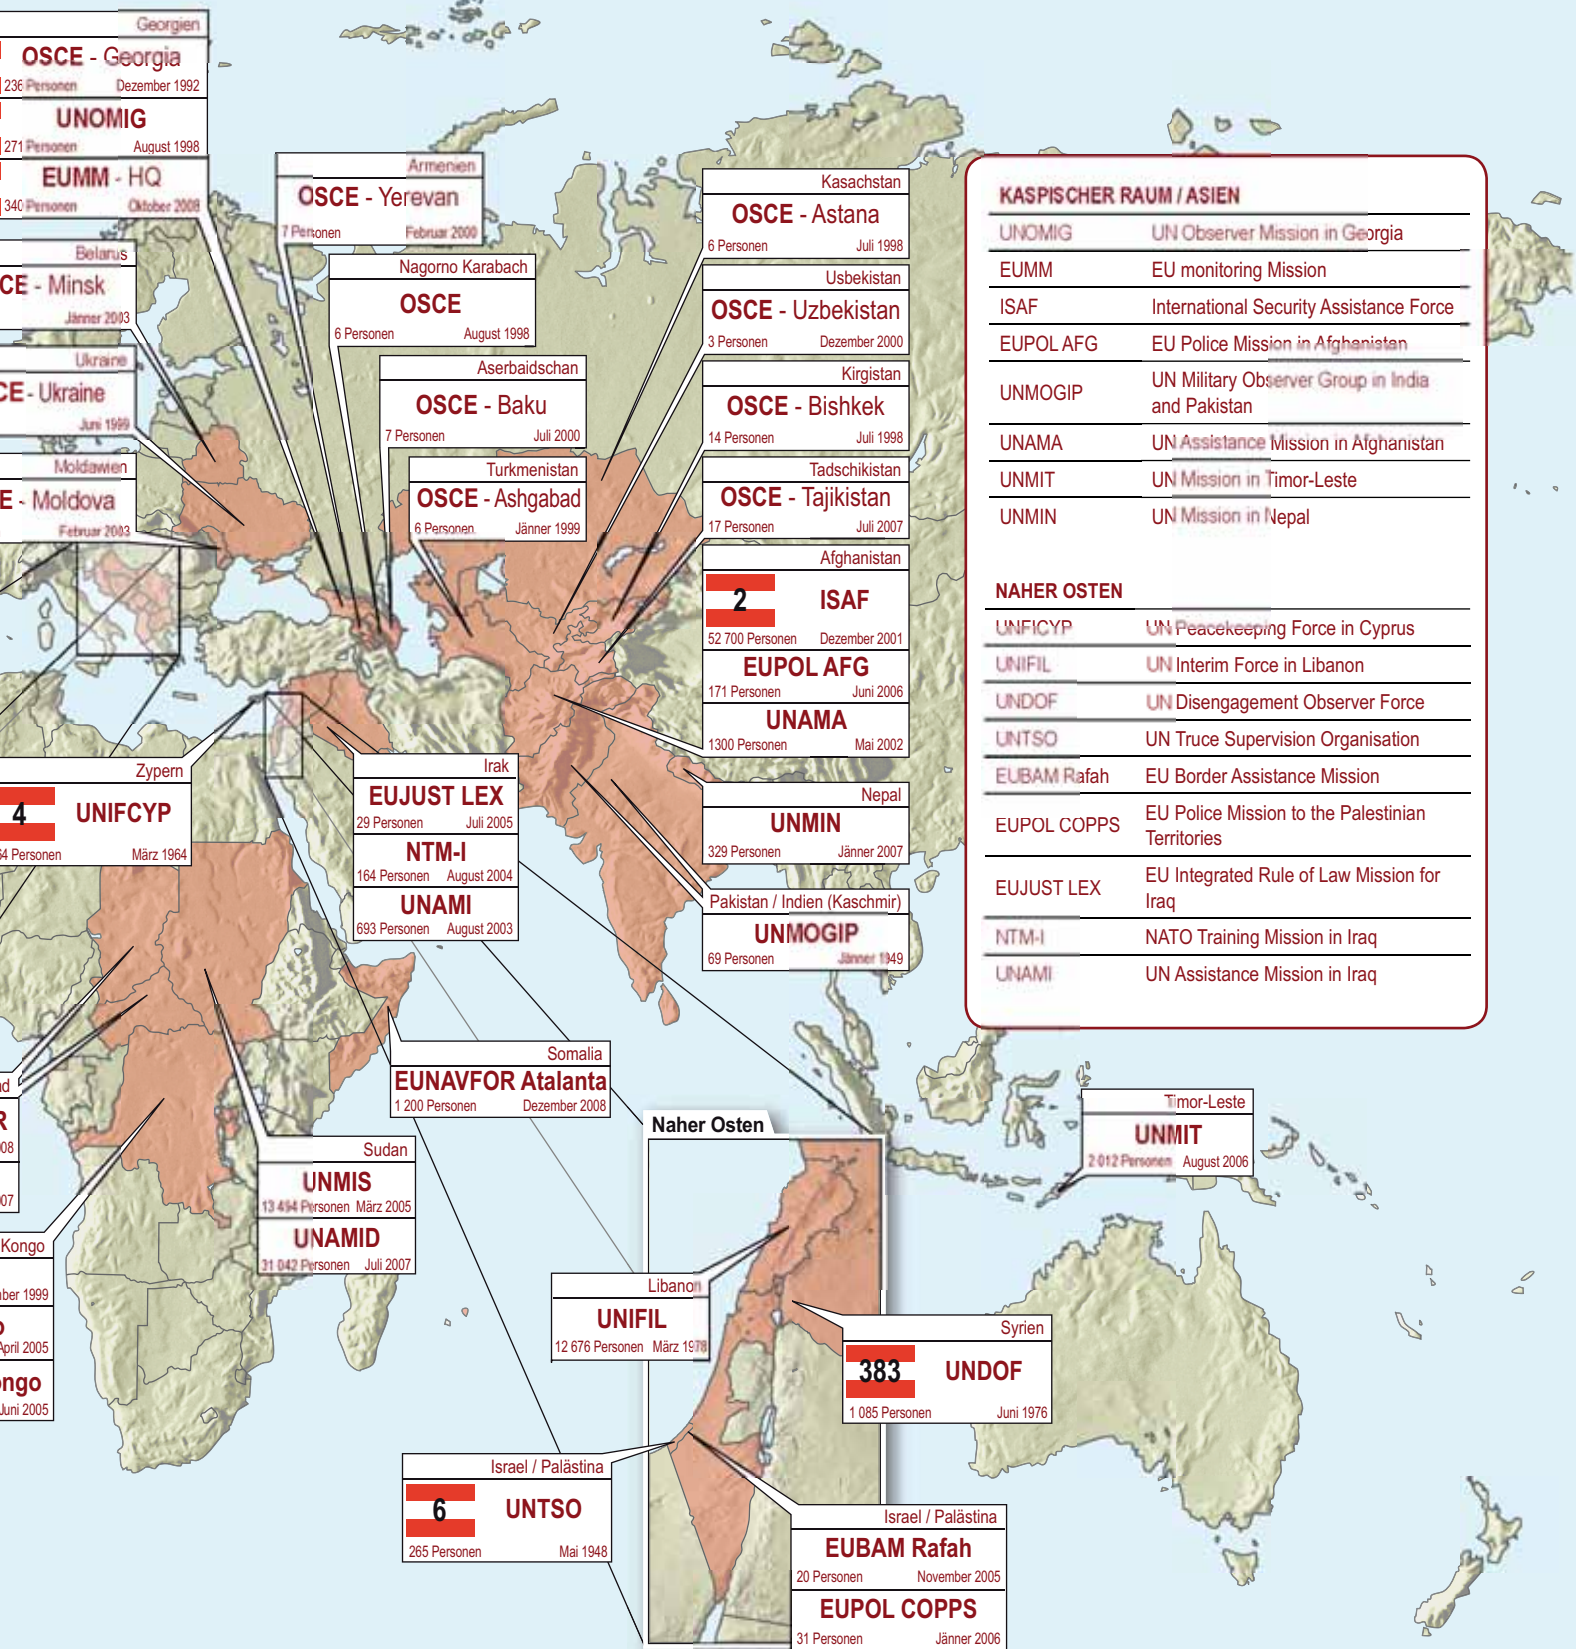 Georgien
OSCE - Georgia
236 Personen Dezember 1992
UNOMIG
271 Personen August 1998
EUMM - HQ
340 Personen Oktober 2008
Belarus
CE - Minsk
Jänner 2003
Ukraine
CE - Ukraine
Juni 1999
Moldawien
E - Moldova
Februar 2003
Armenien
OSCE - Yerevan
7 Personen Februar 2000
Nagorno Karabach
OSCE
6 Personen August 1998
Aserbaidschan
OSCE - Baku
7 Personen Juli 2000
Turkmenistan
OSCE - Ashgabad
6 Personen Jänner 1999
Kasachstan
OSCE - Astana
6 Personen Juli 1998
Usbekistan
OSCE - Uzbekistan
3 Personen Dezember 2000
Kirgistan
OSCE - Bishkek
14 Personen Juli 1998
Tadschikistan
OSCE - Tajikistan
17 Personen Juli 2007
Afghanistan
2 ISAF
52 700 Personen Dezember 2001
EUPOL AFG
171 Personen Juni 2006
UNAMA
1300 Personen Mai 2002
Nepal
UNMIN
329 Personen Jänner 2007
Pakistan / Indien (Kaschmir)
UNMOGIP
69 Personen Jänner 1949
KASPISCHER RAUM / ASIEN
UNOMIG UN Observer Mission in Georgia
EUMM EU monitoring Mission
ISAF International Security Assistance Force
EUPOL AFG EU Police Mission in Afghanistan
UNMOGIP UN Military Observer Group in India
and Pakistan
UNAMA UN Assistance Mission in Afghanistan
UNMIT UN Mission in Timor-Leste
UNMIN UN Mission in Nepal
NAHER OSTEN
UNFICYP UN Peacekeeping Force in Cyprus
UNIFIL UN Interim Force in Libanon
UNDOF UN Disengagement Observer Force
UNTSO UN Truce Supervision Organisation
EUBAM Rafah EU Border Assistance Mission
EUPOL COPPS EU Police Mission to the Palestinian
Territories
EUJUST LEX EU Integrated Rule of Law Mission for
Iraq
NTM-I NATO Training Mission in Iraq
UNAMI UN Assistance Mission in Iraq
Zypern
4 UNIFCYP
64 Personen März 1964
Irak
EUJUST LEX
29 Personen Juli 2005
NTM-I
164 Personen August 2004
UNAMI
693 Personen August 2003
Somalia
EUNAVFOR Atalanta
1 200 Personen Dezember 2008
Sudan
UNMIS
13 494 Personen März 2005
UNAMID
31 042 Personen Juli 2007
d
R
08
07
Kongo
ber 1999
April 2005
ongo
Juni 2005
Timor-Leste
UNMIT
2 012 Personen August 2006
Naher Osten
Libanon
UNIFIL
12 676 Personen März 1978
Syrien
383 UNDOF
1 085 Personen Juni 1976
Israel / Palästina
6 UNTSO
265 Personen Mai 1948
Israel / Palästina
EUBAM Rafah
20 Personen November 2005
EUPOL COPPS
31 Personen Jänner 2006